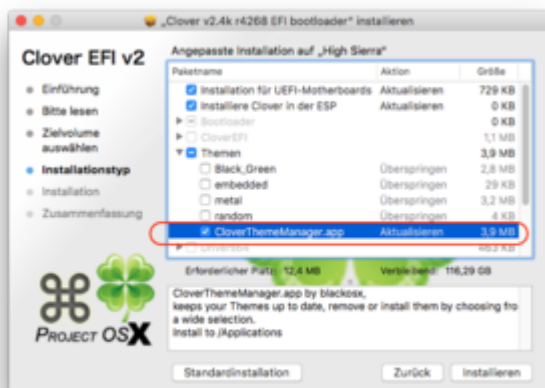 „Clover v2.4k r4268 EFI bootloader“ installieren
Clover EFI v2
Angepasste Installation auf „High Sierra“
Paketname Aktion Größe
Installation für UEFI-Motherboards Aktualisieren 729 KB
Installiere Clover in der ESP Aktualisieren 0 KB
Bootloader 0 KB
CloverEFI 1,1 MB
Themen 3,9 MB
Black_Green Überspringen 2,8 MB
embedded Überspringen 29 KB
metal Überspringen 3,2 MB
random Überspringen 4 KB
CloverThemeManager.app Aktualisieren 3,9 MB
Drivers64 463 KB
Einführung
Bitte lesen
Zielvolume
auswählen
Installationstyp
Installation
Zusammenfassung
Erforderlicher Platz: 12,4 MB Verbleibend: 116,29 GB
CloverThemeManager.app by blackosx,
keeps your Themes up to date, remove or install them by choosing fro
a wide selection.
Install to /Applications
PROJECT OSX
Standardinstallation Zurück Installieren